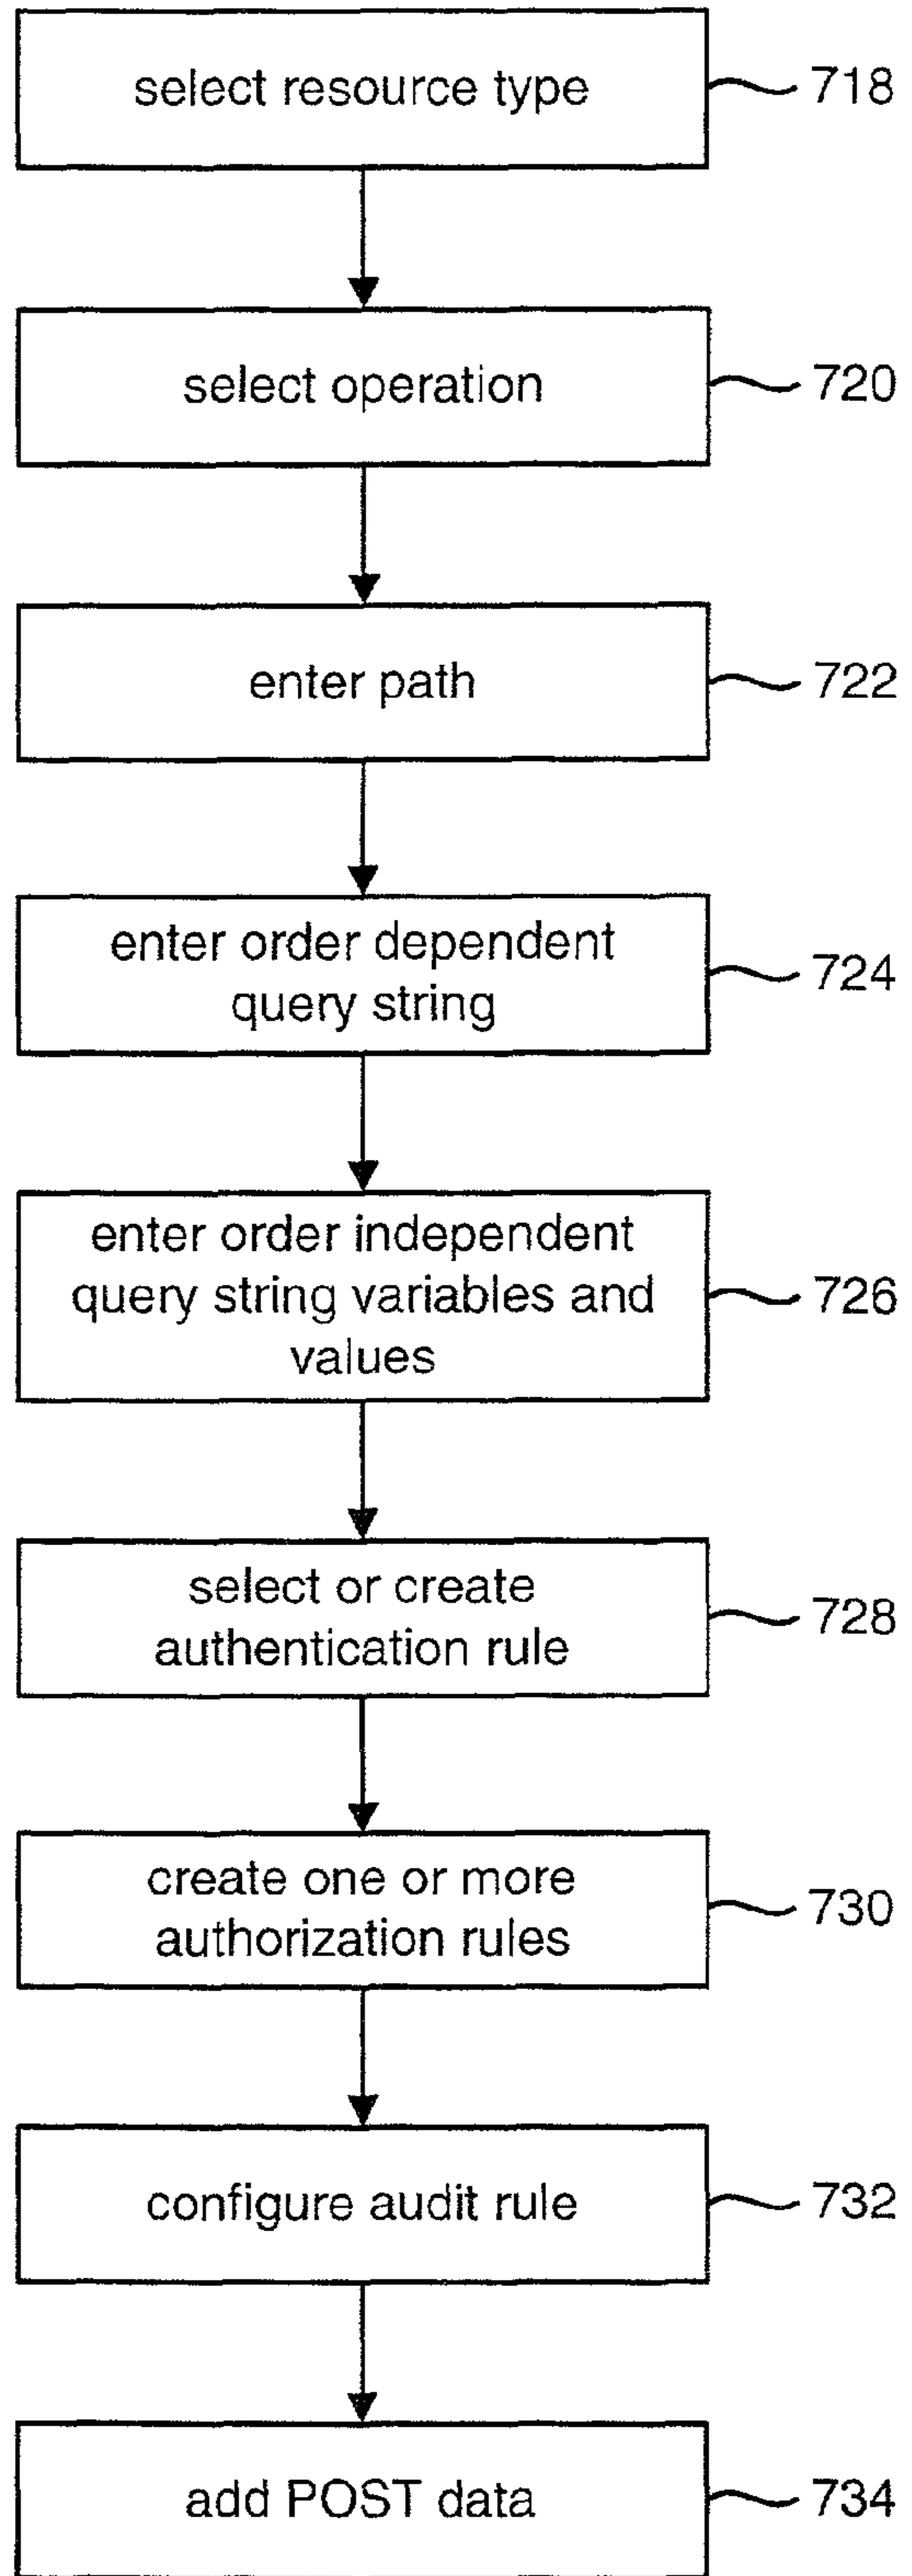 select resource type
718
select operation
720
enter path
722
enter order dependent
query string
724
enter order independent
query string variables and
values
726
select or create
authentication rule
728
create one or more
authorization rules
730
configure audit rule
732
add POST data
734